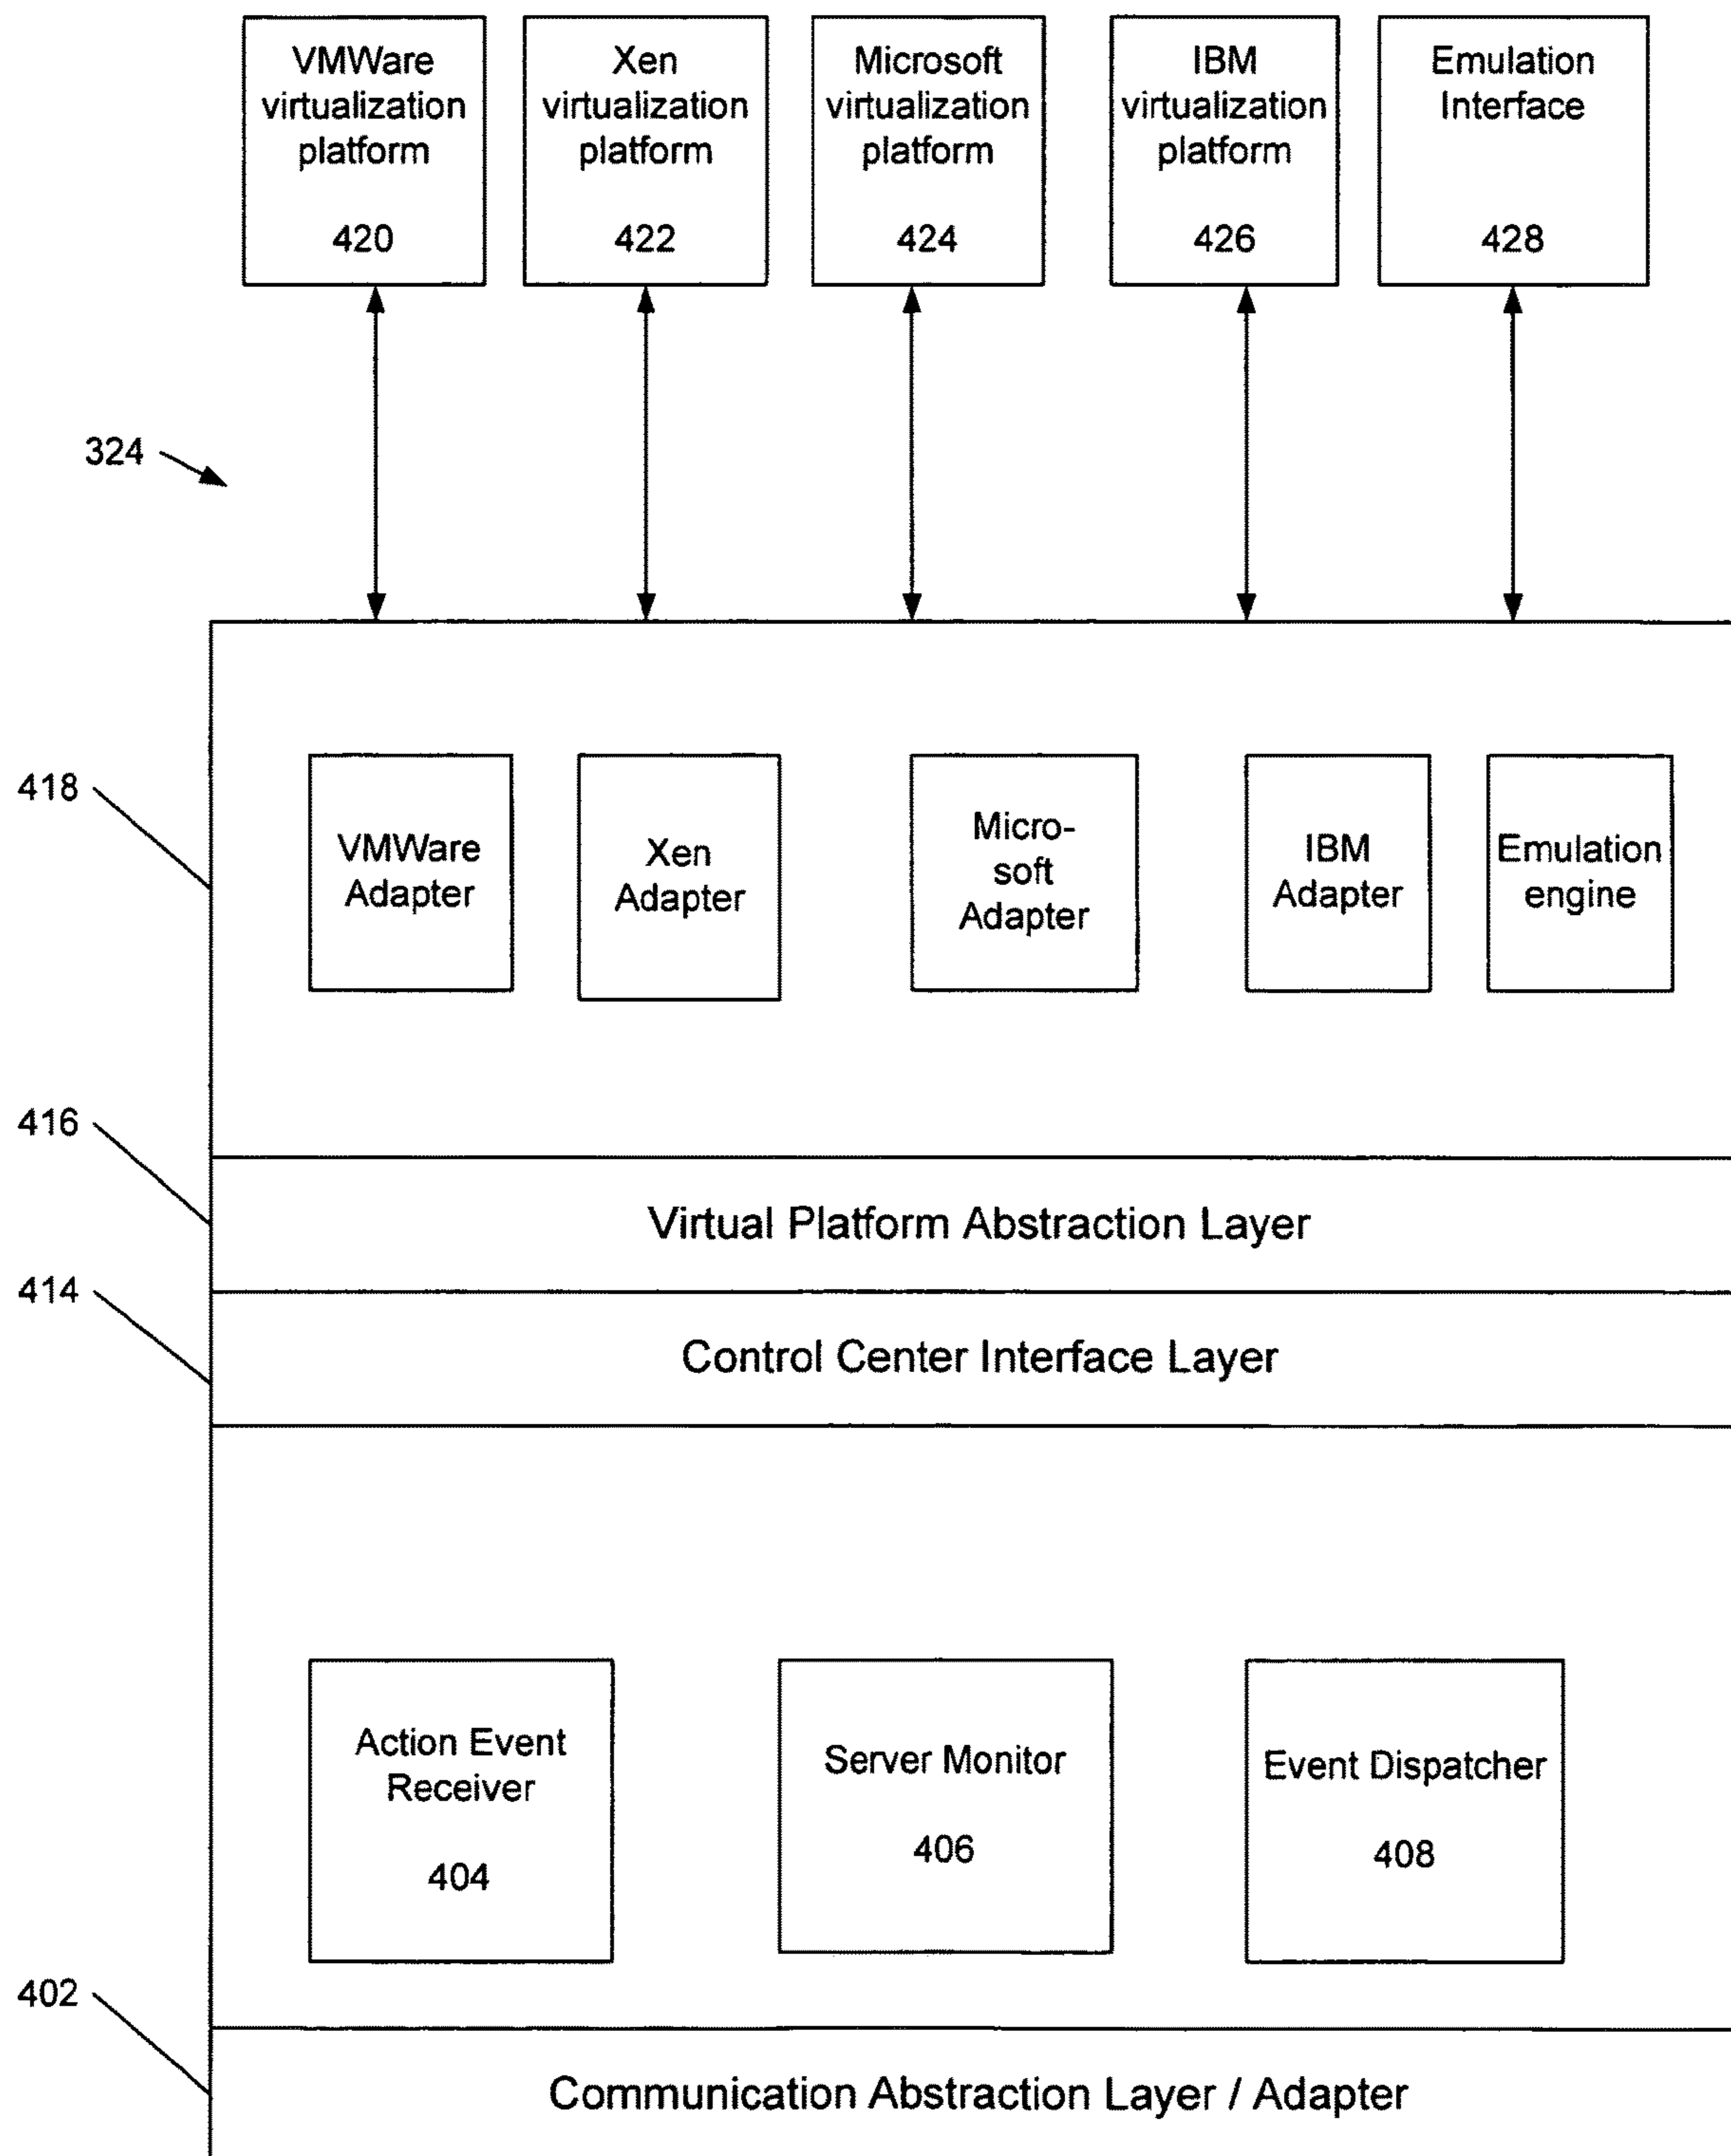 VMWare
virtualization
platform
420
Xen
virtualization
platform
422
Microsoft
virtualization
platform
424
IBM
virtualization
platform
426
Emulation
Interface
428
324
418
VMWare
Adapter
Xen
Adapter
Micro-
soft
Adapter
IBM
Adapter
Emulation
engine
416
Virtual Platform Abstraction Layer
414
Control Center Interface Layer
Action Event
Receiver
404
Server Monitor
406
Event Dispatcher
408
402
Communication Abstraction Layer / Adapter